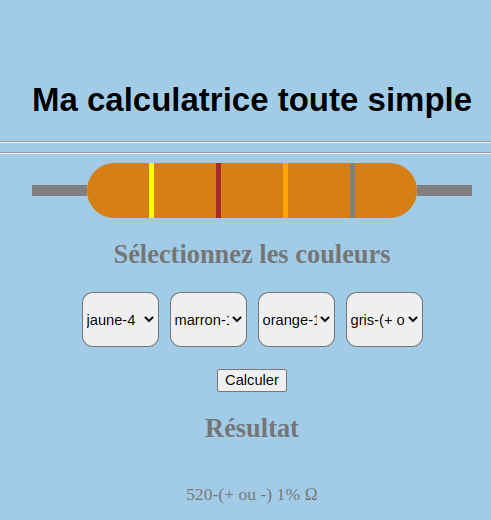 Ma calculatrice toute simple
Sélectionnez les couleurs
jaune-4 marron-1 orange-1 gris-(+ o
Calculer
Résultat
520-(+ ou -) 1% Ω